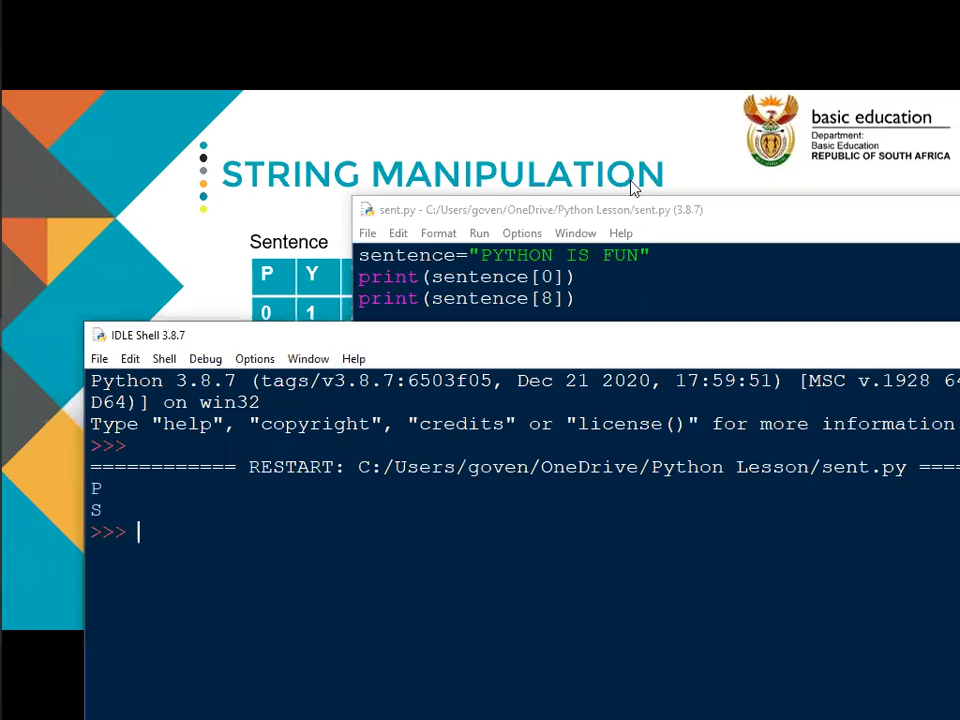 basic education
Department:
Basic Education
REPUBLIC OF SOUTH AFRICA
STRING MANIPULATION
Sentence
P Y
0 1
sent.py - C:/Users/goven/OneDrive/Python Lesson/sent.py (3.8.7)
File Edit Format Run Options Window Help
sentence="PYTHON IS FUN"
print(sentence[0])
print(sentence[8])
IDLE Shell 3.8.7
File Edit Shell Debug Options Window Help
Python 3.8.7 (tags/v3.8.7:6503f05, Dec 21 2020, 17:59:51) [MSC v.1928 64
D64)] on win32
Type "help", "copyright", "credits" or "license()" for more information.
>>>
============ RESTART: C:/Users/goven/OneDrive/Python Lesson/sent.py ====
P
S
>>>